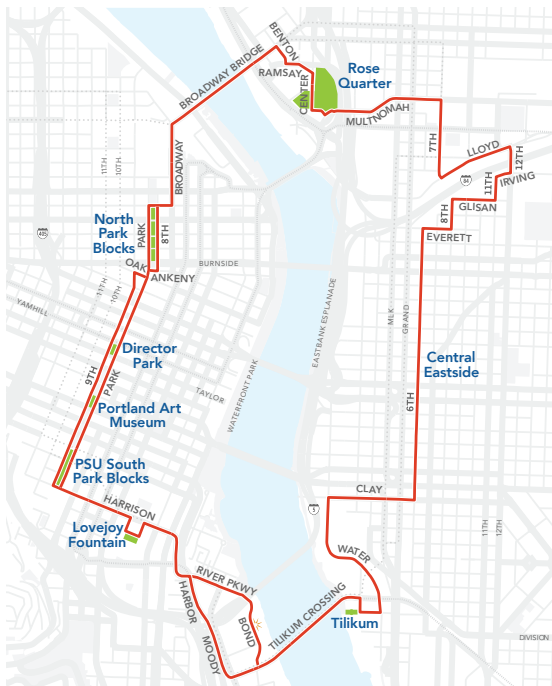 BENTON
BROADWAY BRIDGE
RAMSAY
Rose
Quarter
CENTER
MULTNOMAH
7TH
LLOYD
12TH
84
IRVING
11TH
GLISAN
8TH
EVERETT
BROADWAY
11TH
10TH
North
Park
Blocks
PARK
8TH
405
OAK
ANKENY
BURNSIDE
11TH
10TH
YAMHILL
EASTBANK ESPLANADE
MLK
GRAND
Director
Park
Central
Eastside
9TH
PARK
TAYLOR
WATERFRONT PARK
6TH
Portland Art
Museum
PSU South
Park Blocks
CLAY
HARRISON
5
Lovejoy
Fountain
11TH
12TH
WATER
RIVER PKWY
HARBOR
TILIKUM CROSSING
Tilikum
BOND
MOODY
DIVISION